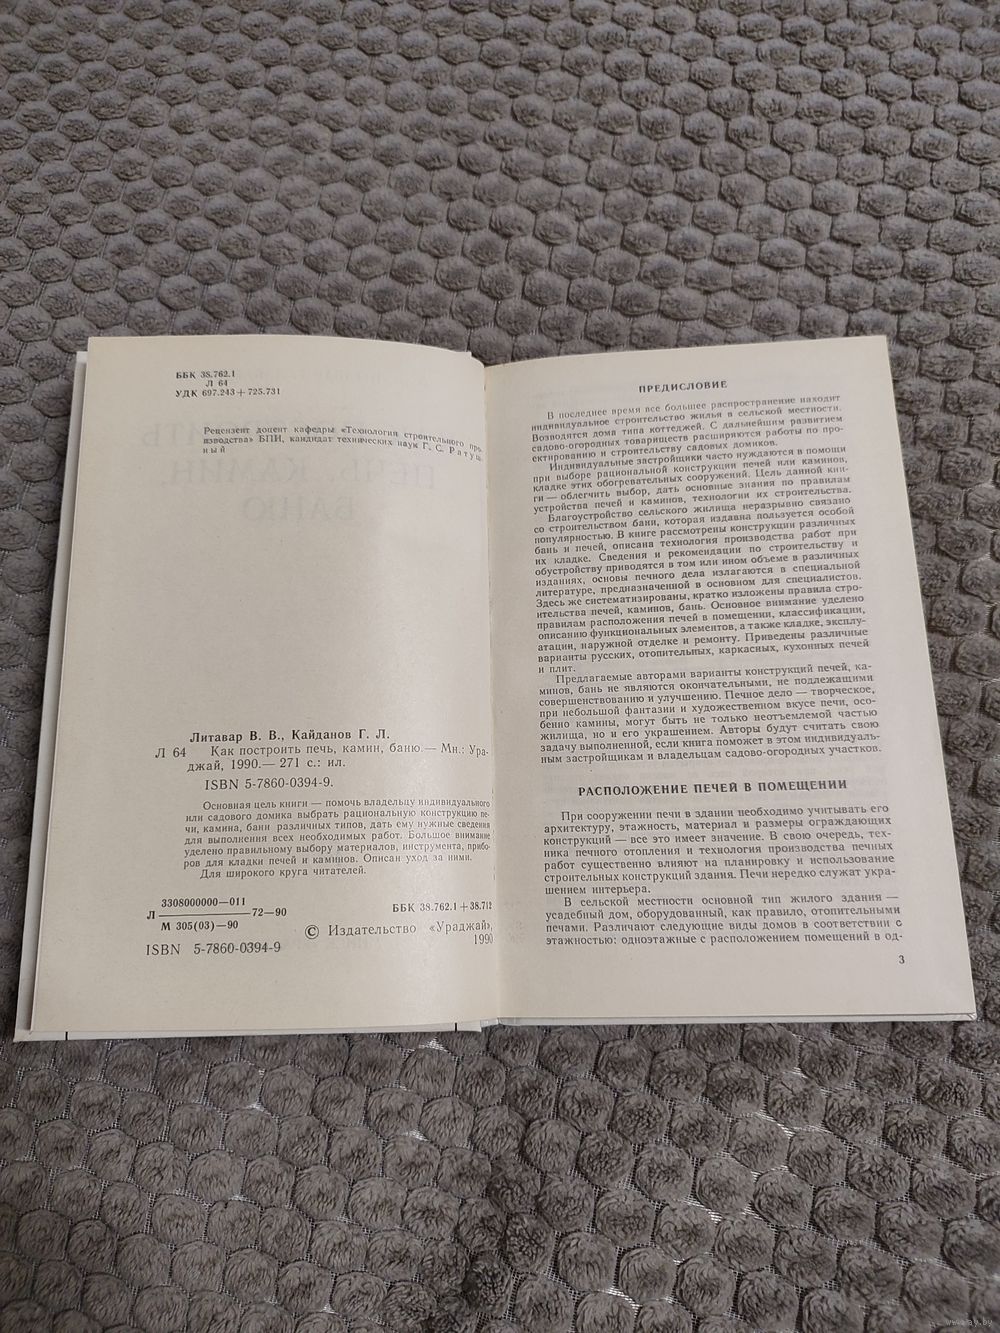 ББК 38.762.1
Л 64
УДК 697.243+725.731
Рецензент доцент кафедры «Технология строительного про-
изводства» БПИ, кандидат технических наук Г. С. Ратуш-
ный
Литавар В. В., Кайданов Г. Л.
Л 64 Как построить печь, камин, баню.— Мн.: Ура-
джай, 1990.— 271 с.: ил.
ISBN 5-7860-0394-9.
Основная цель книги — помочь владельцу индивидуального
или садового домика выбрать рациональную конструкцию пе-
чи, камина, бани различных типов, дать ему нужные сведения
для выполнения всех необходимых работ. Большое внимание
уделено правильному выбору материалов, инструмента, прибо-
ров для кладки печей и каминов. Описан уход за ними.
Для широкого круга читателей.
3308000000—011
Л 72—90
М 305(03)—90
ББК 38.762.1+38.712
ISBN 5-7860-0394-9
© Издательство «Ураджай»,
1990
ПРЕДИСЛОВИЕ
В последнее время все большее распространение находит
индивидуальное строительство жилья в сельской местности.
Возводятся дома типа коттеджей. С дальнейшим развитием
садово-огородных товариществ расширяются работы по про-
ектированию и строительству садовых домиков.
Индивидуальные застройщики часто нуждаются в помощи
при выборе рациональной конструкции печей или каминов,
кладке этих обогревательных сооружений. Цель данной кни-
ги — облегчить выбор, дать основные знания по правилам
устройства печей и каминов, технологии их строительства.
Благоустройство сельского жилища неразрывно связано
со строительством бани, которая издавна пользуется особой
популярностью. В книге рассмотрены конструкции различных
бань и печей, описана технология производства работ при
их кладке. Сведения и рекомендации по строительству и
обустройству приводятся в том или ином объеме в различных
изданиях, основы печного дела излагаются в специальной
литературе, предназначенной в основном для специалистов.
Здесь же систематизированы, кратко изложены правила стро-
ительства печей, каминов, бань. Основное внимание уделено
правилам расположения печей в помещении, классификации,
описанию функциональных элементов, а также кладке, эксплу-
атации, наружной отделке и ремонту. Приведены различные
варианты русских, отопительных, каркасных, кухонных печей
и плит.
Предлагаемые авторами варианты конструкций печей, ка-
минов, бань не являются окончательными, не подлежащими
совершенствованию и улучшению. Печное дело — творческое,
при небольшой фантазии и художественном вкусе печи, осо-
бенно камины, могут быть не только неотъемлемой частью
жилища, но и его украшением. Авторы будут считать свою
задачу выполненной, если книга поможет в этом индивидуаль-
ным застройщикам и владельцам садово-огородных участков.
РАСПОЛОЖЕНИЕ ПЕЧЕЙ В ПОМЕЩЕНИИ
При сооружении печи в здании необходимо учитывать его
архитектуру, этажность, материал и размеры ограждающих
конструкций — все это имеет значение. В свою очередь, тех-
ника печного отопления и технология производства печных
работ существенно влияют на планировку и использование
строительных конструкций здания. Печи нередко служат укра-
шением интерьера.
В сельской местности основной тип жилого здания —
усадебный дом, оборудованный, как правило, отопительными
печами. Различают следующие виды домов в соответствии с
этажностью: одноэтажные с расположением помещений в од-
3
www.ay.by